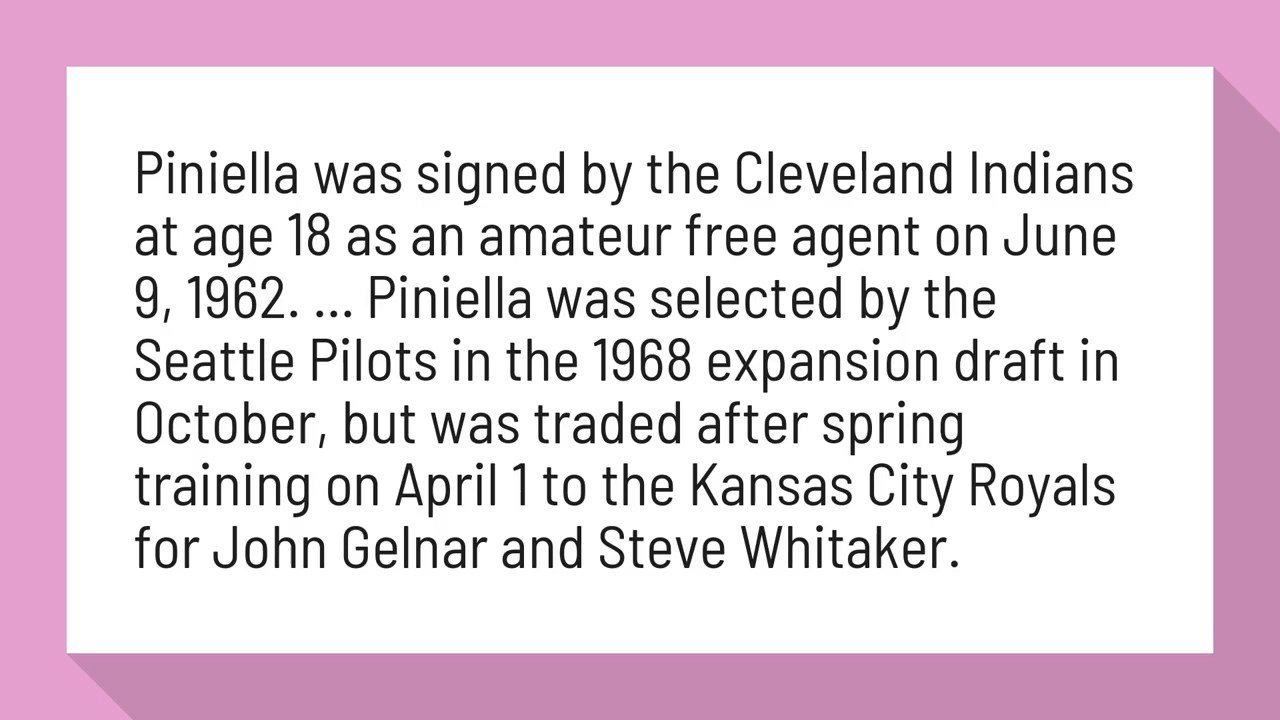 Piniella was signed by the Cleveland Indians
at age 18 as an amateur free agent on June
9, 1962. ... Piniella was selected by the
Seattle Pilots in the 1968 expansion draft in
October, but was traded after spring
training on April 1 to the Kansas City Royals
for John Gelnar and Steve Whitaker.